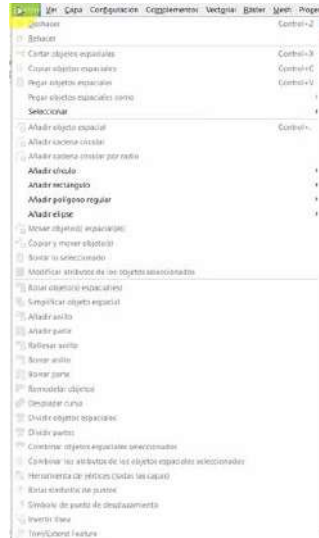 Ver Capa Configuración Complementos Vectorial Ráster Mesh
Deshacer Control+Z
Rehacer
Cortar objetos espaciales Control+X
Copiar objetos espaciales Control+C
Pegar objetos espaciales Control+V
Pegar objetos espaciales como
Seleccionar
Añadir objeto espacial Control+.
Añadir cadena circular
Añadir cadena circular por radio
Añadir círculo
Añadir rectángulo
Añadir polígono regular
Añadir elipse
Mover objeto(s) espacial(es)
Copiar y mover objeto(s)
Borrar lo seleccionado
Modificar atributos de los objetos seleccionados
Rotar objeto(s) espacial(es)
Simplificar objeto espacial
Añadir anillo
Añadir parte
Rellenar anillo
Borrar anillo
Borrar parte
Remodelar objetos
Desplazar curva
Dividir objetos espaciales
Dividir partes
Combinar objetos espaciales seleccionados
Combinar los atributos de los objetos espaciales seleccionados
Herramienta de vértices (todas las capas)
Rotar símbolos de puntos
Símbolo de punto de desplazamiento
Invertir línea
Trim/Extend Feature